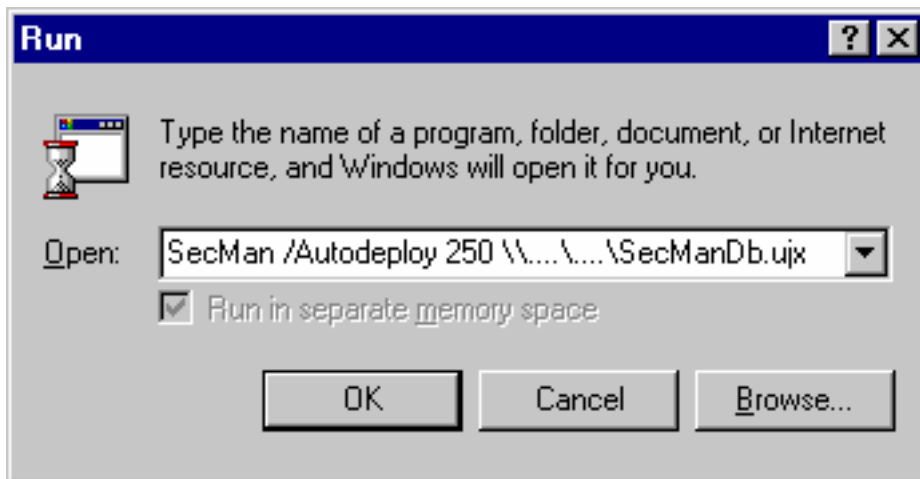 Run
Type the name of a program, folder, document, or Internet
resource, and Windows will open it for you.
Open: SecMan /Autodeploy 250 \\....\....\SecManDb.ujx
Run in separate memory space
OK Cancel Browse...